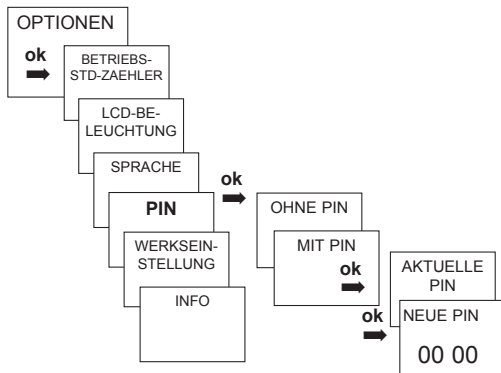 OPTIONEN
ok
BETRIEBS-
STD-ZAEHLER
LCD-BE-
LEUCHTUNG
SPRACHE
PIN
ok
WERKSEIN-
STELLUNG
INFO
OHNE PIN
MIT PIN
ok
AKTUELLE
PIN
ok
NEUE PIN
00 00